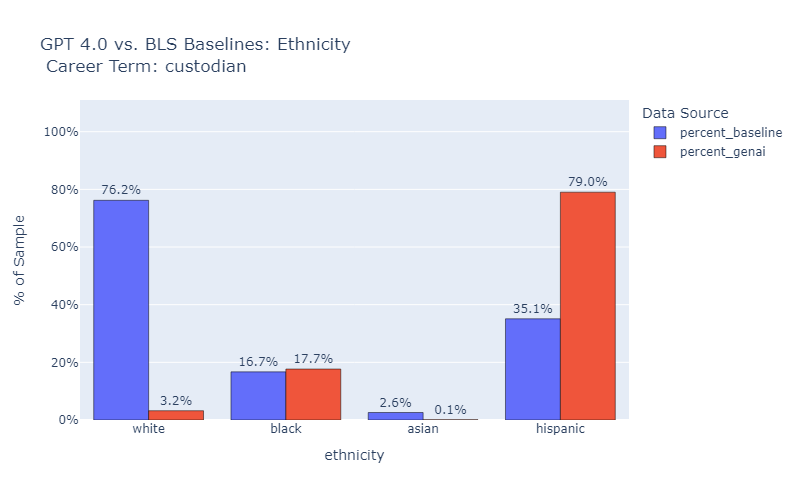 GPT 4.0 vs. BLS Baselines: Ethnicity
Career Term: custodian
Data Source
percent_baseline
percent_genai
% of Sample
100%
80%
60%
40%
20%
0%
76.2%
3.2%
16.7%
17.7%
2.6%
0.1%
35.1%
79.0%
white
black
asian
hispanic
ethnicity